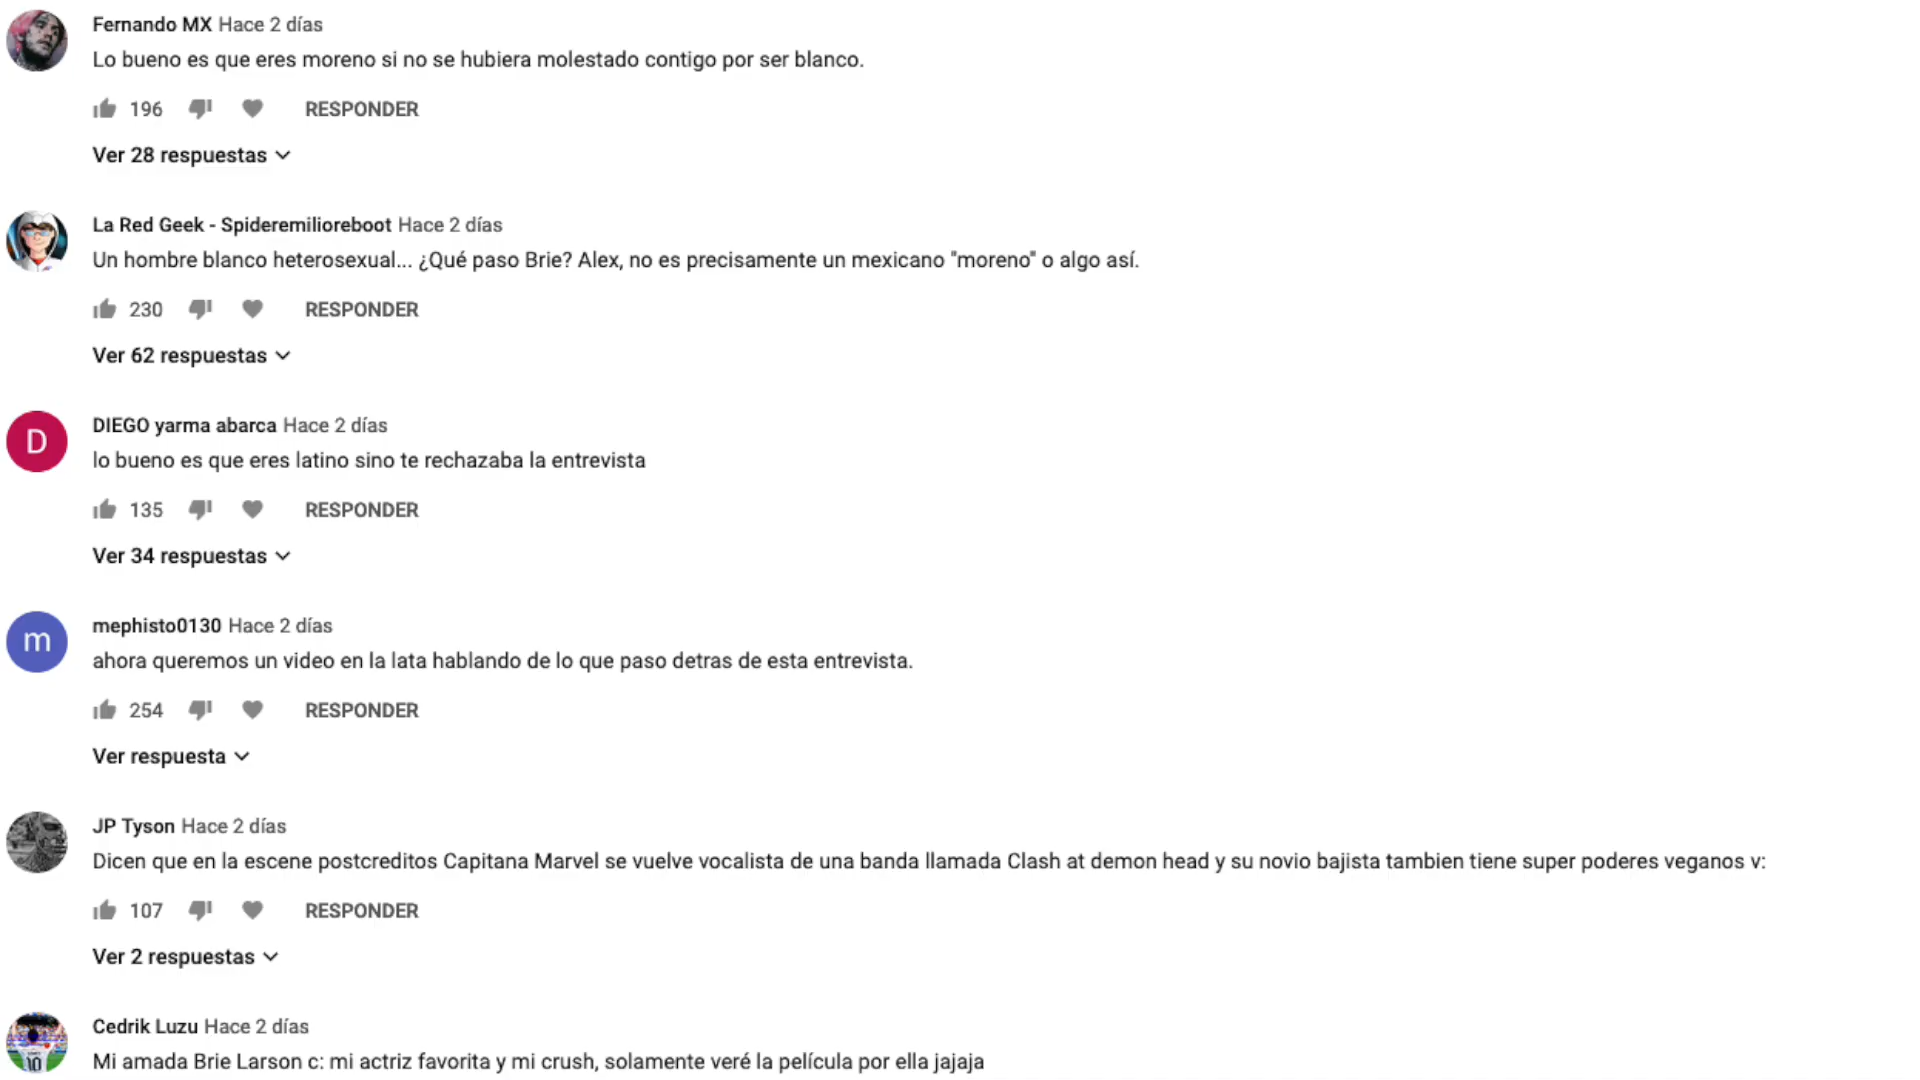 Fernando MX Hace 2 días
Lo bueno es que eres moreno si no se hubiera molestado contigo por ser blanco.
196 RESPONDER
Ver 28 respuestas
La Red Geek - Spideremilioreboot Hace 2 días
Un hombre blanco heterosexual... ¿Qué paso Brie? Alex, no es precisamente un mexicano "moreno" o algo así.
230 RESPONDER
Ver 62 respuestas
D
DIEGO yarma abarca Hace 2 días
lo bueno es que eres latino sino te rechazaba la entrevista
135 RESPONDER
Ver 34 respuestas
m
mephisto0130 Hace 2 días
ahora queremos un video en la lata hablando de lo que paso detras de esta entrevista.
254 RESPONDER
Ver respuesta
JP Tyson Hace 2 días
Dicen que en la escene postcreditos Capitana Marvel se vuelve vocalista de una banda llamada Clash at demon head y su novio bajista tambien tiene super poderes veganos v:
107 RESPONDER
Ver 2 respuestas
Cedrik Luzu Hace 2 días
10
Mi amada Brie Larson c: mi actriz favorita y mi crush, solamente veré la película por ella jajaja